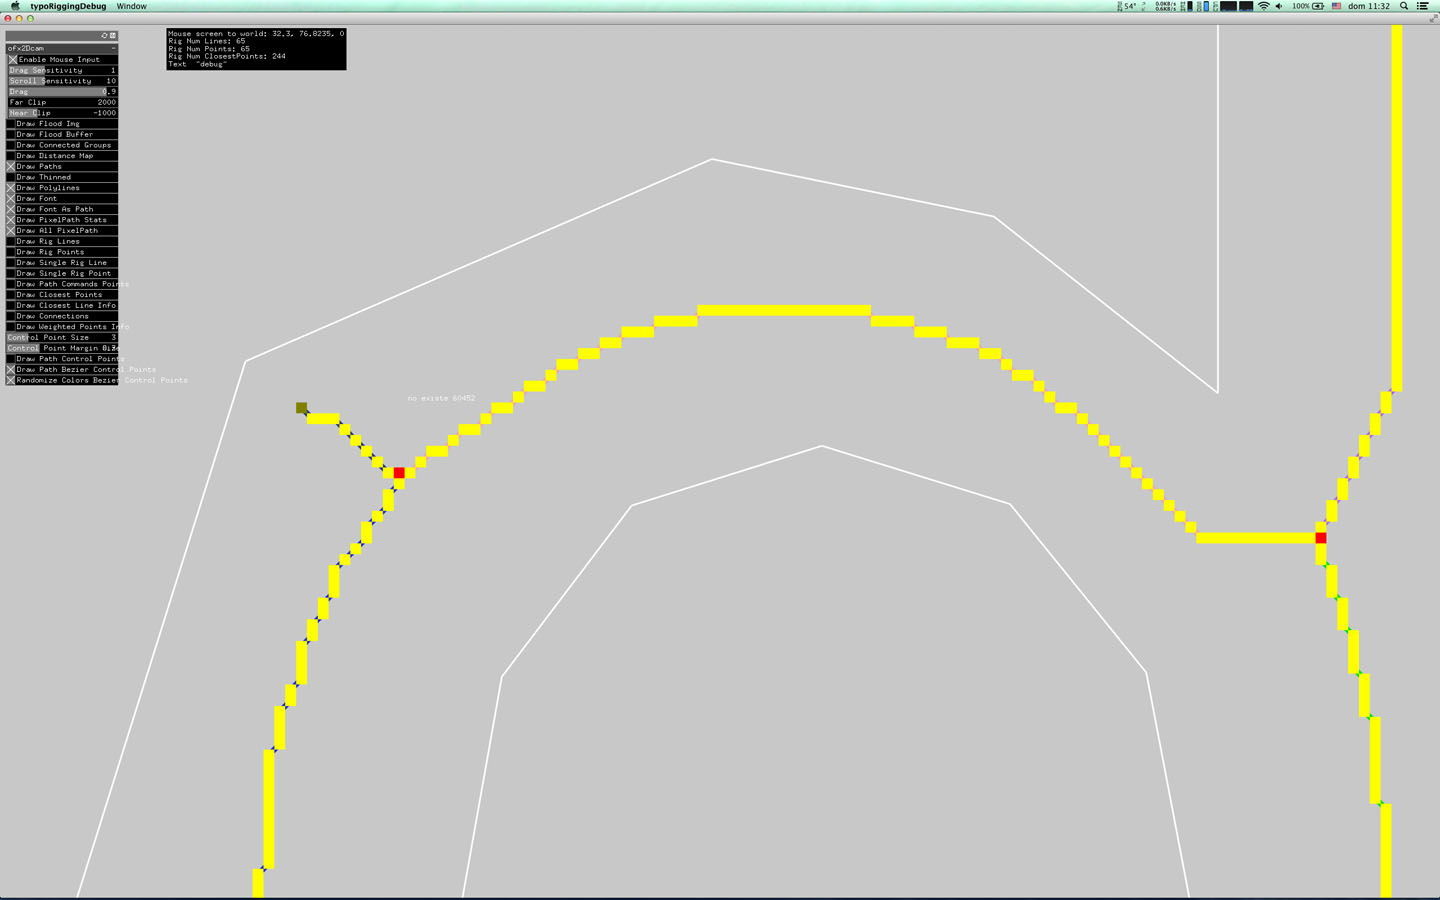 typoRiggingDebug Window
54° 0.0KB/s 0.6KB/s 100% dom 11:32
Mouse screen to world: 32.3, 76.8235, 0
Rig Num Lines: 65
Rig Num Points: 65
Rig Num ClosestPoints: 244
Text "debug"
ofx2Dcam
Enable Mouse Input
Drag Sensitivity 1
Scroll Sensitivity 10
Drag 0.9
Far Clip 2000
Near Clip -1000
Draw Flood Img
Draw Flood Buffer
Draw Connected Groups
Draw Distance Map
Draw Paths
Draw Thinned
Draw Polylines
Draw Font
Draw Font As Path
Draw PixelPath Stats
Draw All PixelPath
Draw Rig Lines
Draw Rig Points
Draw Single Rig Line
Draw Single Rig Point
Draw Path Commands Points
Draw Closest Points
Draw Closest Line Info
Draw Connections
Draw Weighted Points Info
Control Point Size 3
Control Point Margin
Draw Path Control Points
Draw Path Bezier Control Points
Randomize Colors Bezier Control Points
no existe 60452